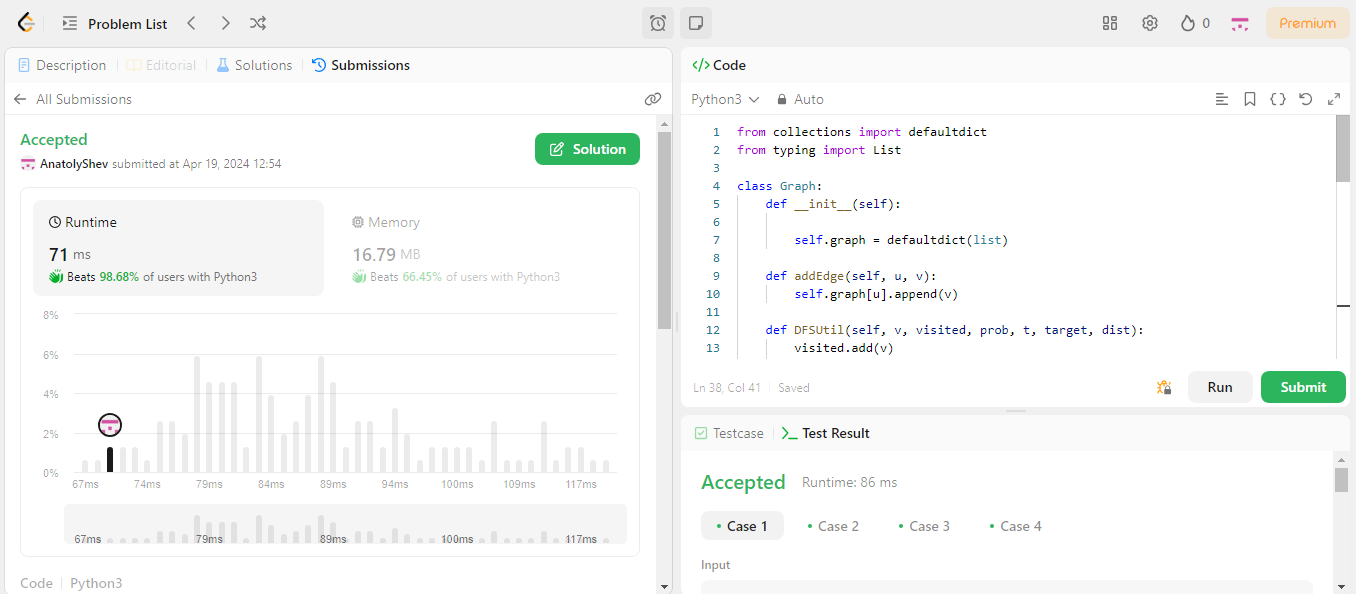 Problem List
0
Premium
Description
Editorial
Solutions
Submissions
All Submissions
Accepted
AnatolyShev submitted at Apr 19, 2024 12:54
Solution
Runtime
71 ms
Beats 98.68% of users with Python3
Memory
16.79 MB
Beats 66.45% of users with Python3
8%
6%
4%
2%
0%
67ms 74ms 79ms 84ms 89ms 94ms 100ms 109ms 117ms
67ms 79ms 89ms 100ms 117ms
Code
Python3
</> Code
Python3
Auto
1 from collections import defaultdict
2 from typing import List
3
4 class Graph:
5 def __init__(self):
6
7 self.graph = defaultdict(list)
8
9 def addEdge(self, u, v):
10 self.graph[u].append(v)
11
12 def DFSUtil(self, v, visited, prob, t, target, dist):
13 visited.add(v)
Ln 38, Col 41
Saved
Run
Submit
Testcase
Test Result
Accepted
Runtime: 86 ms
Case 1
Case 2
Case 3
Case 4
Input